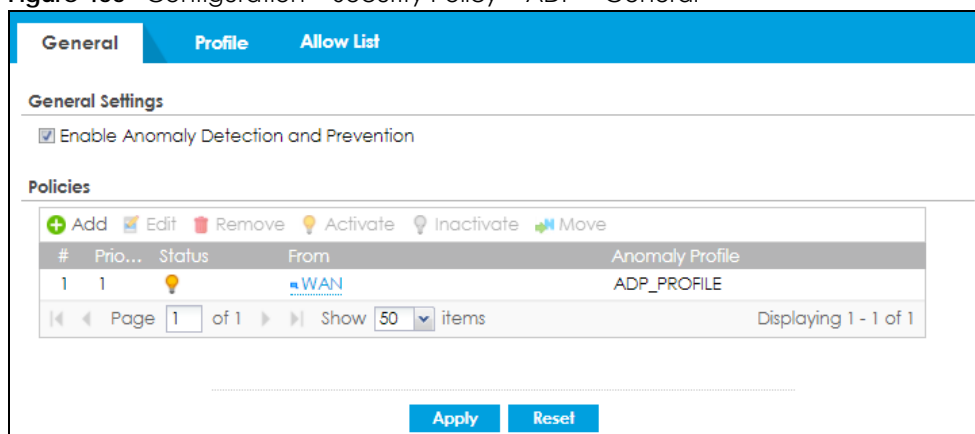 General Profile Allow List
General Settings
Enable Anomaly Detection and Prevention
Policies
Add Edit Remove Activate Inactivate Move
# Prio... Status From Anomaly Profile
1 1 WAN ADP_PROFILE
Page 1 of 1 Show 50 items Displaying 1 - 1 of 1
Apply Reset